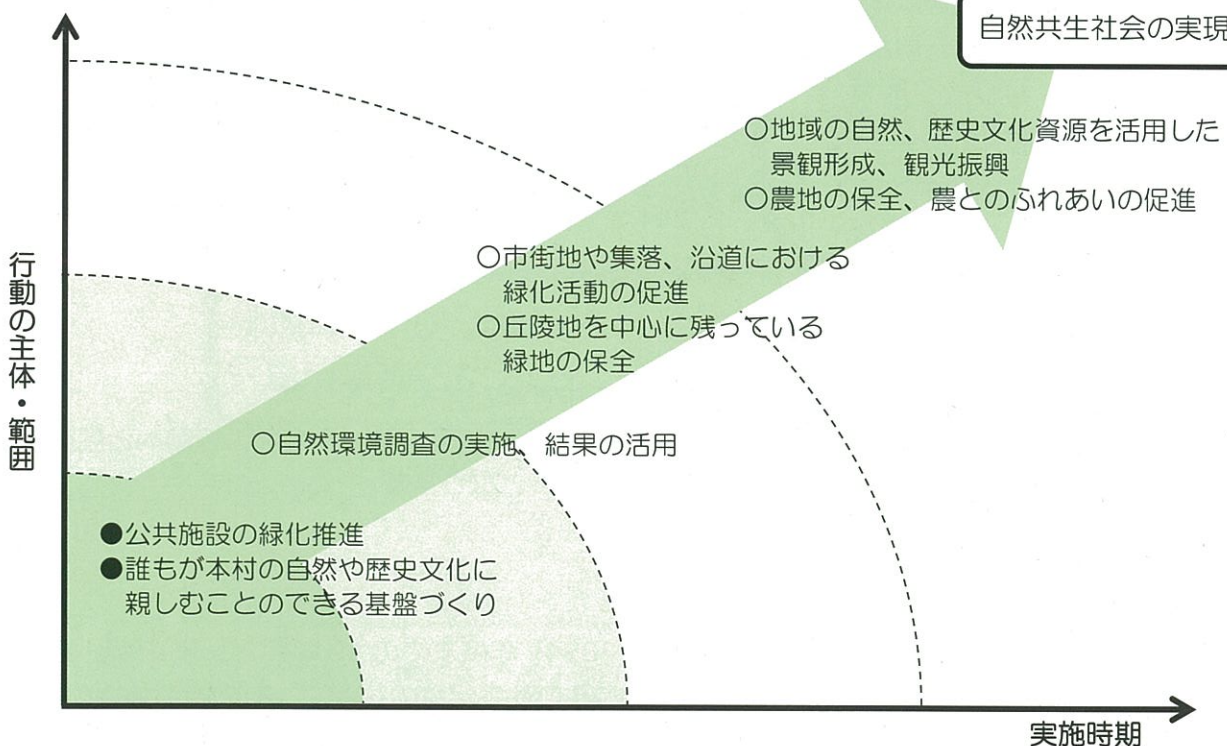 自然共生社会の実現
○地域の自然、歴史文化資源を活用した
景観形成、観光振興
○農地の保全、農とのふれあいの促進
○市街地や集落、沿道における
緑化活動の促進
○丘陵地を中心に残っている
緑地の保全
行動の主体・範囲
○自然環境調査の実施、結果の活用
●公共施設の緑化推進
●誰もが本村の自然や歴史文化に
親しむことのできる基盤づくり
実施時期